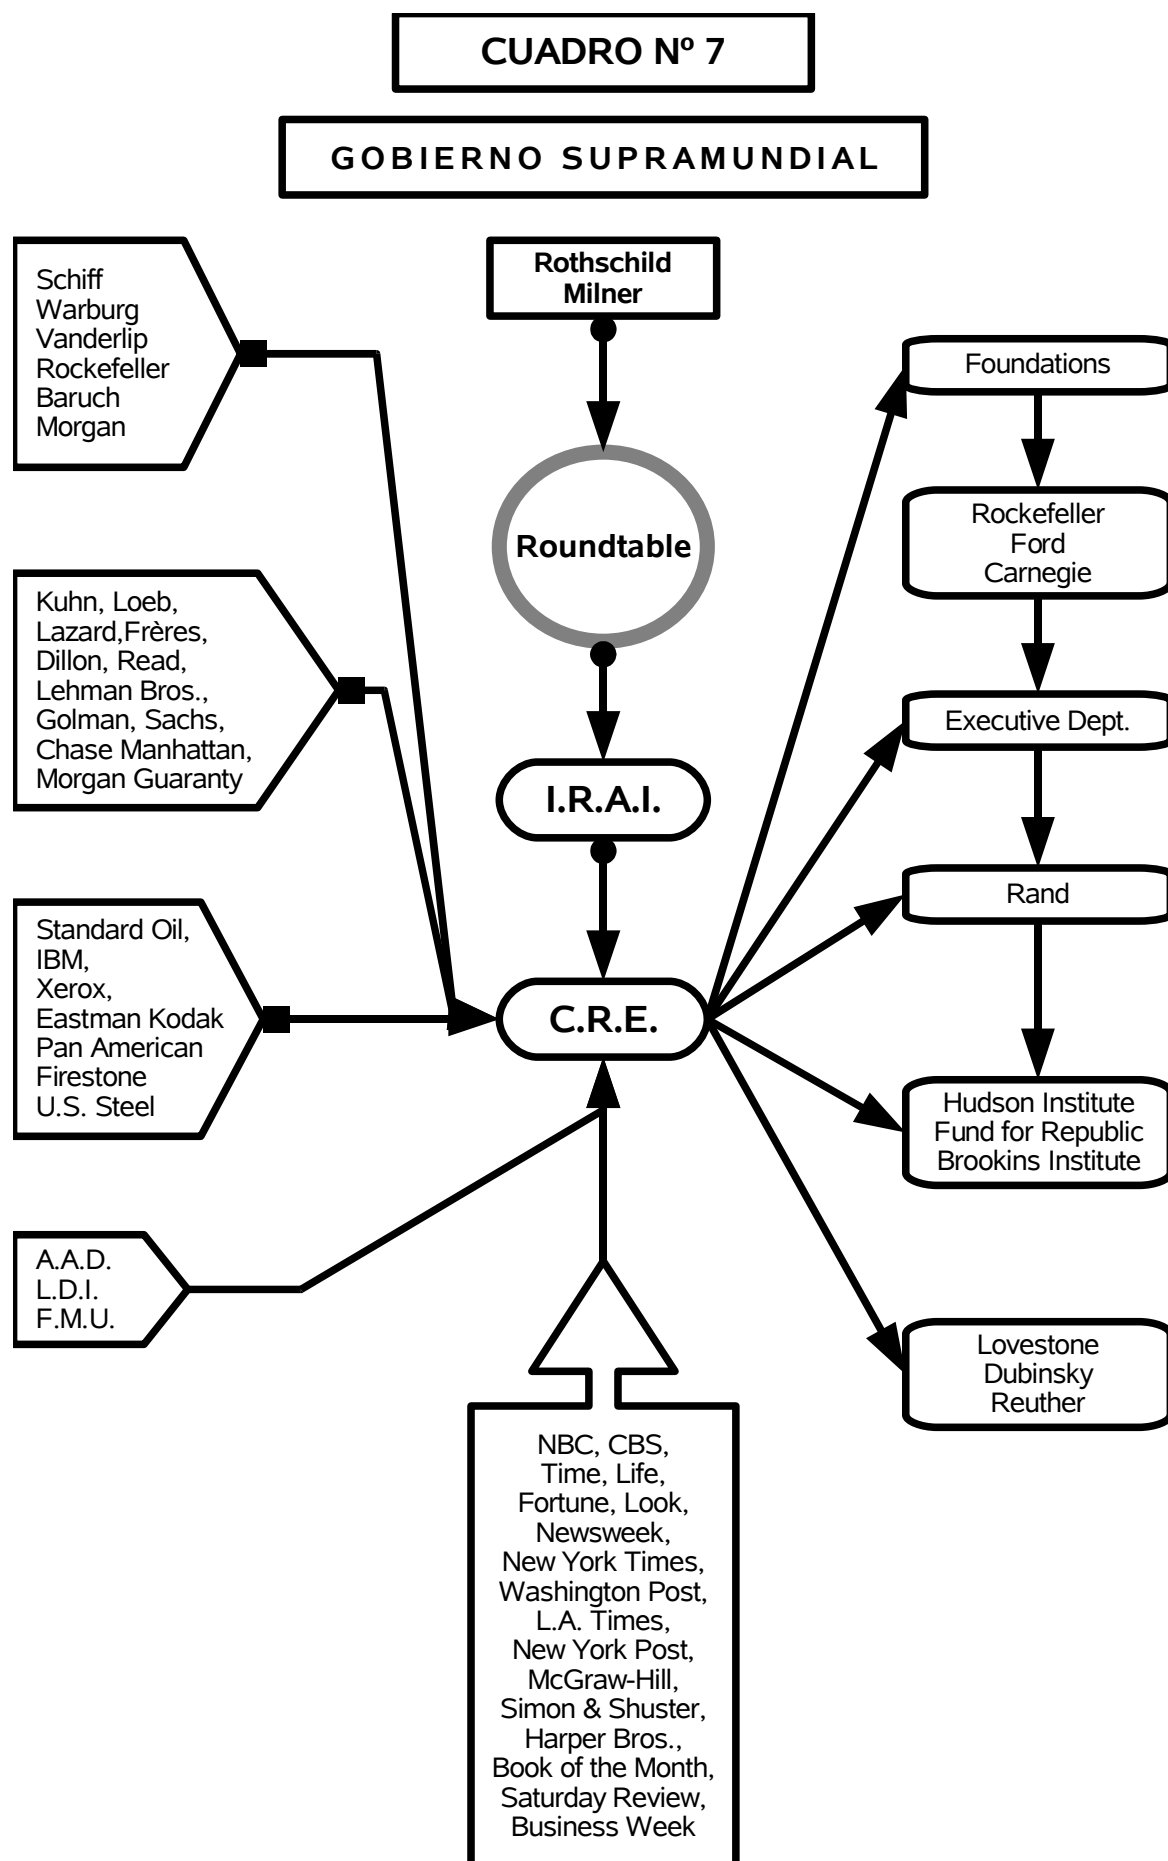 CUADRO Nº 7
GOBIERNO SUPRAMUNDIAL
Schiff
Warburg
Vanderlip
Rockefeller
Baruch
Morgan
Rothschild
Milner
Foundations
Roundtable
Rockefeller
Ford
Carnegie
Kuhn, Loeb,
Lazard,Frères,
Dillon, Read,
Lehman Bros.,
Golman, Sachs,
Chase Manhattan,
Morgan Guaranty
Executive Dept.
I.R.A.I.
Rand
Standard Oil,
IBM,
Xerox,
Eastman Kodak
Pan American
Firestone
U.S. Steel
C.R.E.
Hudson Institute
Fund for Republic
Brookins Institute
A.A.D.
L.D.I.
F.M.U.
Lovestone
Dubinsky
Reuther
NBC, CBS,
Time, Life,
Fortune, Look,
Newsweek,
New York Times,
Washington Post,
L.A. Times,
New York Post,
McGraw-Hill,
Simon & Shuster,
Harper Bros.,
Book of the Month,
Saturday Review,
Business Week